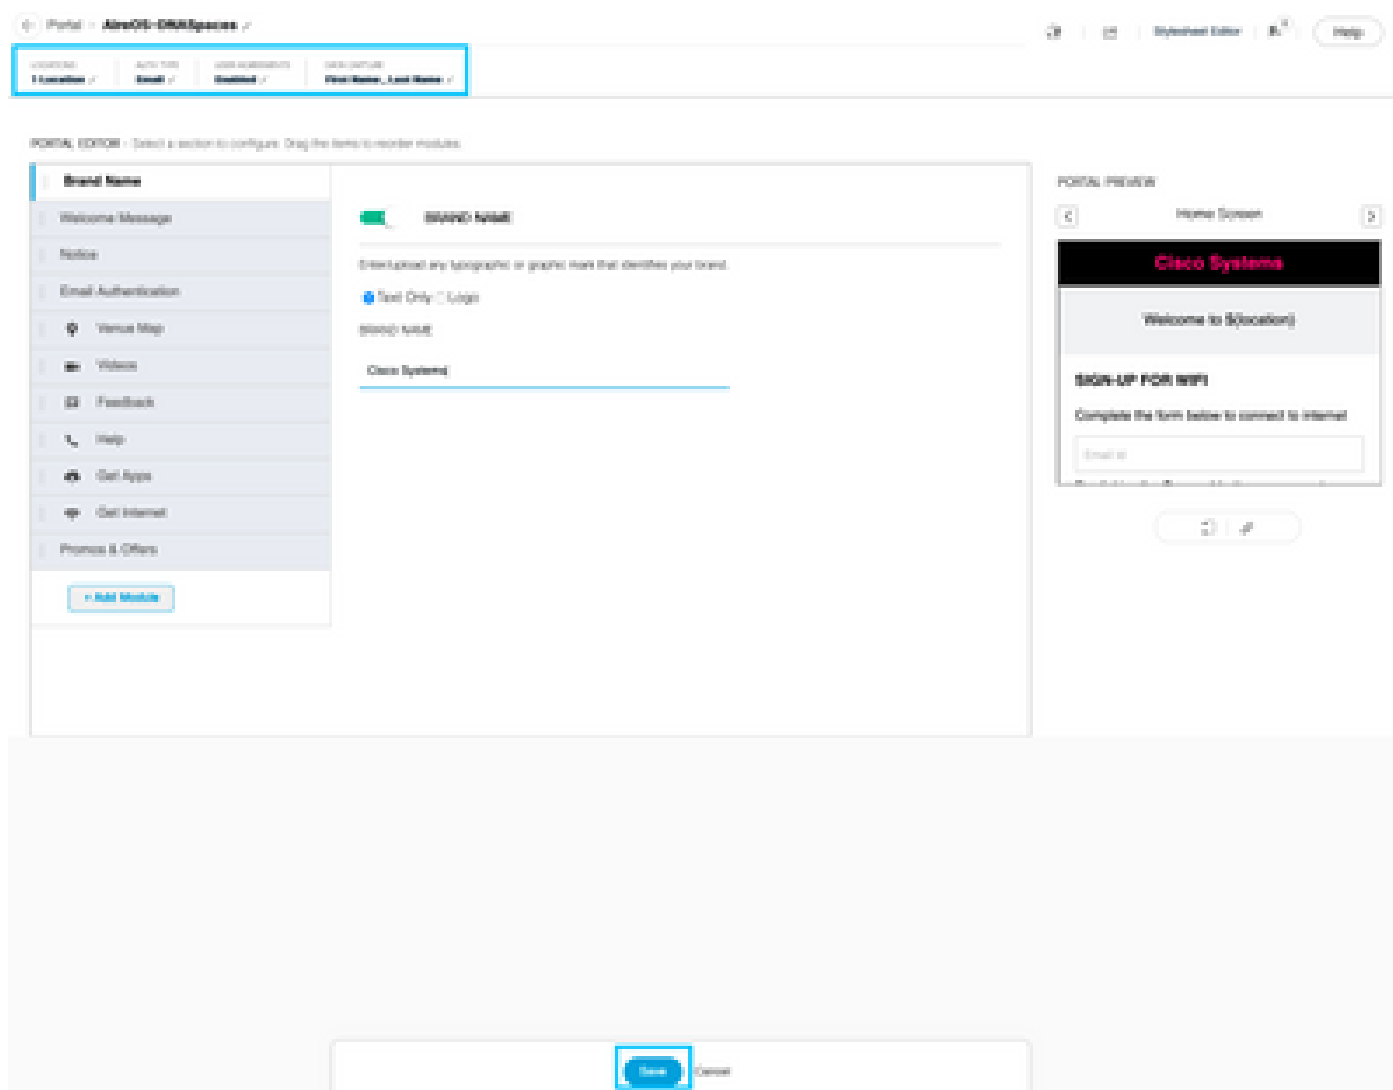 Portal > AireOS-DNASpaces
Stylesheet Editor
Help
LOCATIONS
AUTH TYPE
USER AGREEMENTS
DATA CAPTURE
1 Location
Email
Enabled
First Name, Last Name
PORTAL EDITOR - Select a section to configure. Drag the items to reorder modules.
Brand Name
Welcome Message
Notice
Email Authentication
Venue Map
Videos
Feedback
Help
Get Apps
Get Internet
Promos & Offers
+ Add Module
BRAND NAME
Enter/upload any typographic or graphic mark that identifies your brand.
Text Only Logo
BRAND NAME
Cisco Systems
PORTAL PREVIEW
Home Screen
Cisco Systems
Welcome to $(location)
SIGN-UP FOR WIFI
Complete the form below to connect to internet
Email id
Save
Cancel